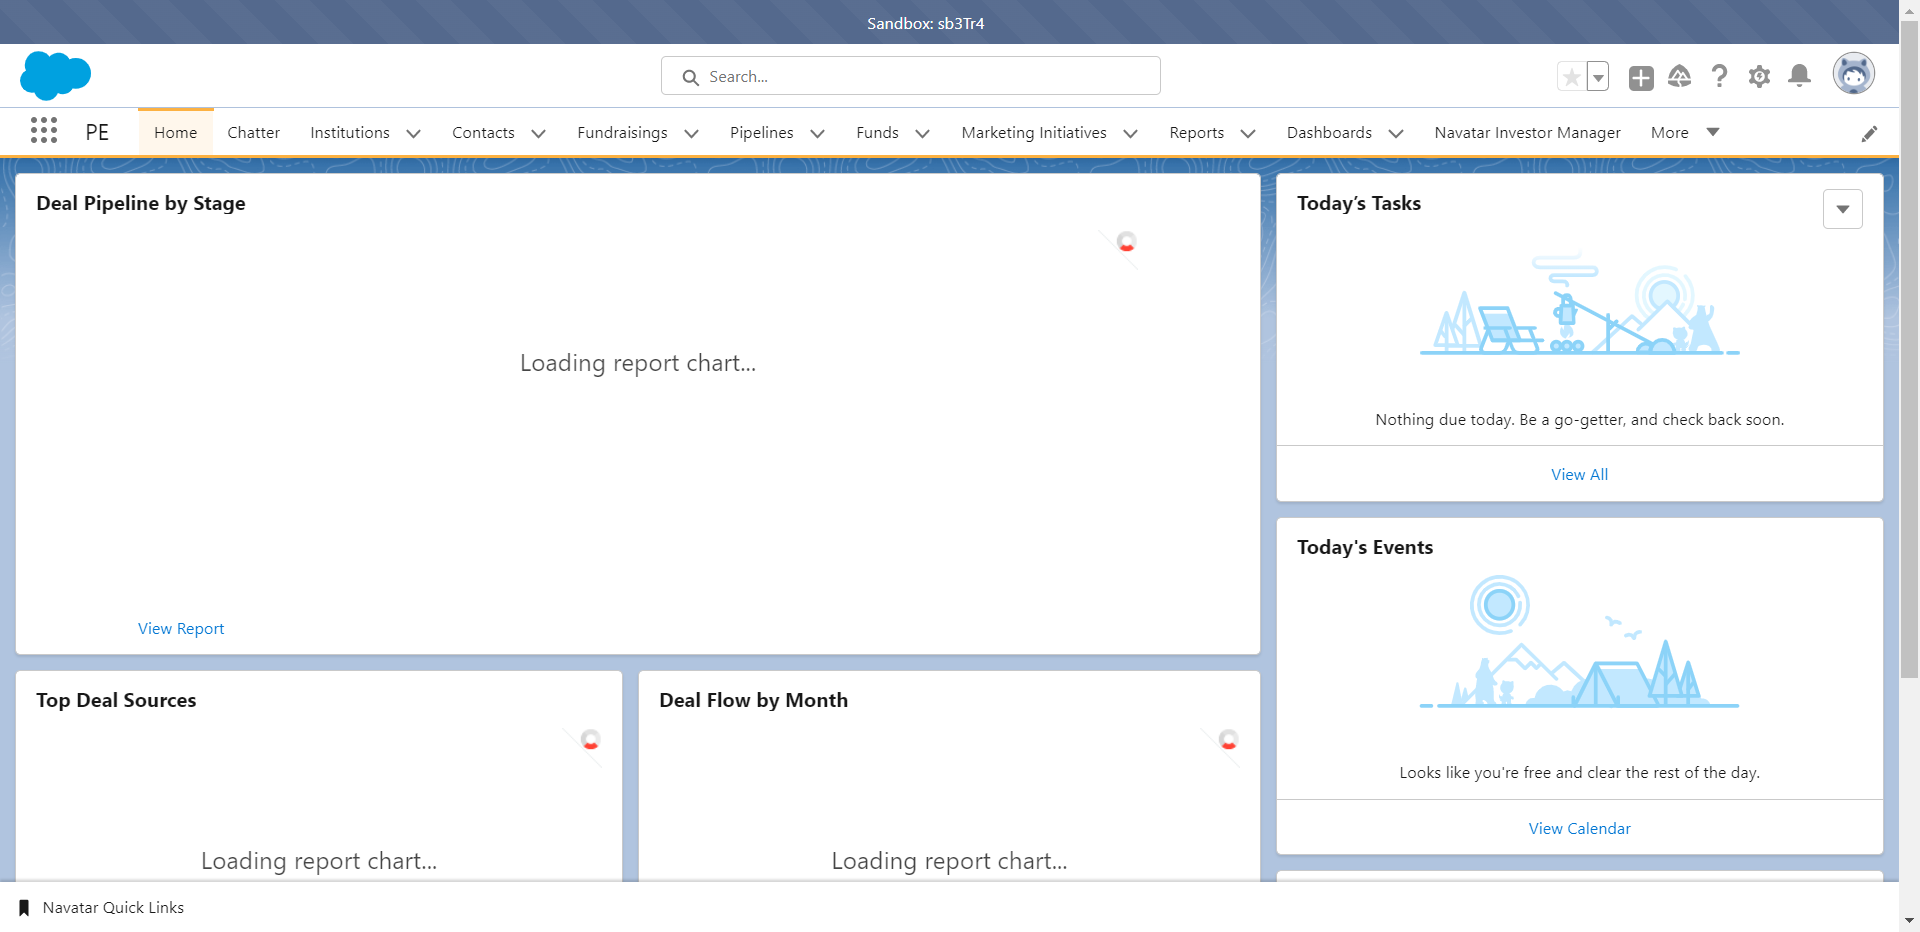 Sandbox: sb3Tr4
Search...
PE
Home
Chatter
Institutions
Contacts
Fundraisings
Pipelines
Funds
Marketing Initiatives
Reports
Dashboards
Navatar Investor Manager
More
Deal Pipeline by Stage
Loading report chart...
View Report
Top Deal Sources
Loading report chart...
Deal Flow by Month
Loading report chart...
Today’s Tasks
Nothing due today. Be a go-getter, and check back soon.
View All
Today's Events
Looks like you're free and clear the rest of the day.
View Calendar
Navatar Quick Links